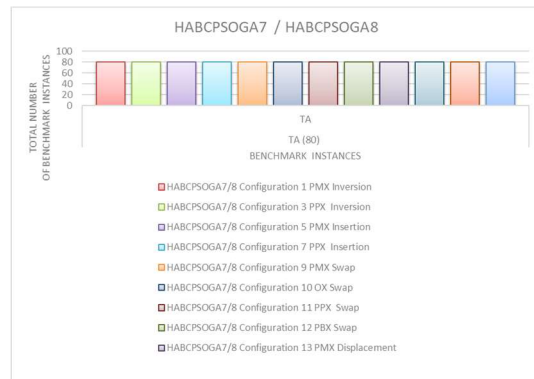 HABCPSOGA7 / HABCPSOGA8
TOTAL NUMBER
OF BENCHMARK INSTANCES
100
80
60
40
20
0
TA
TA (80)
BENCHMARK INSTANCES
HABCPSOGA7/8 Configuration 1 PMX Inversion
HABCPSOGA7/8 Configuration 3 PPX Inversion
HABCPSOGA7/8 Configuration 5 PMX Insertion
HABCPSOGA7/8 Configuration 7 PPX Insertion
HABCPSOGA7/8 Configuration 9 PMX Swap
HABCPSOGA7/8 Configuration 10 OX Swap
HABCPSOGA7/8 Configuration 11 PPX Swap
HABCPSOGA7/8 Configuration 12 PBX Swap
HABCPSOGA7/8 Configuration 13 PMX Displacement